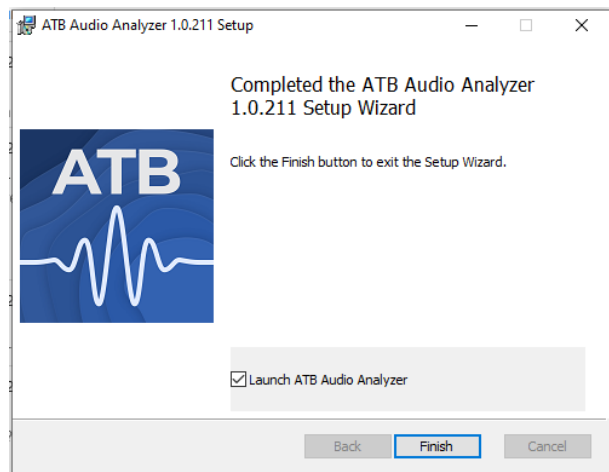 ATB Audio Analyzer 1.0.211 Setup
Completed the ATB Audio Analyzer
1.0.211 Setup Wizard
Click the Finish button to exit the Setup Wizard.
ATB
Launch ATB Audio Analyzer
Back
Finish
Cancel